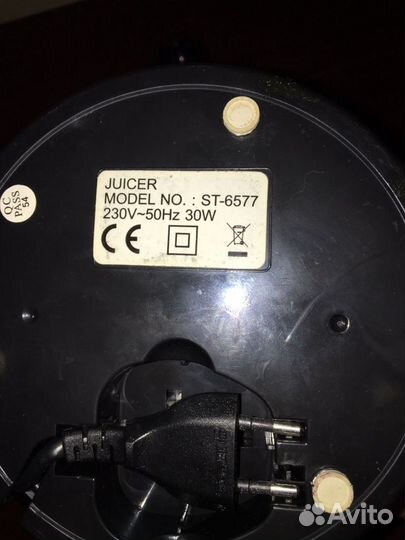 JUICER
MODEL NO. : ST-6577
230V~50Hz 30W
CE
QC
PASS
54
Avito